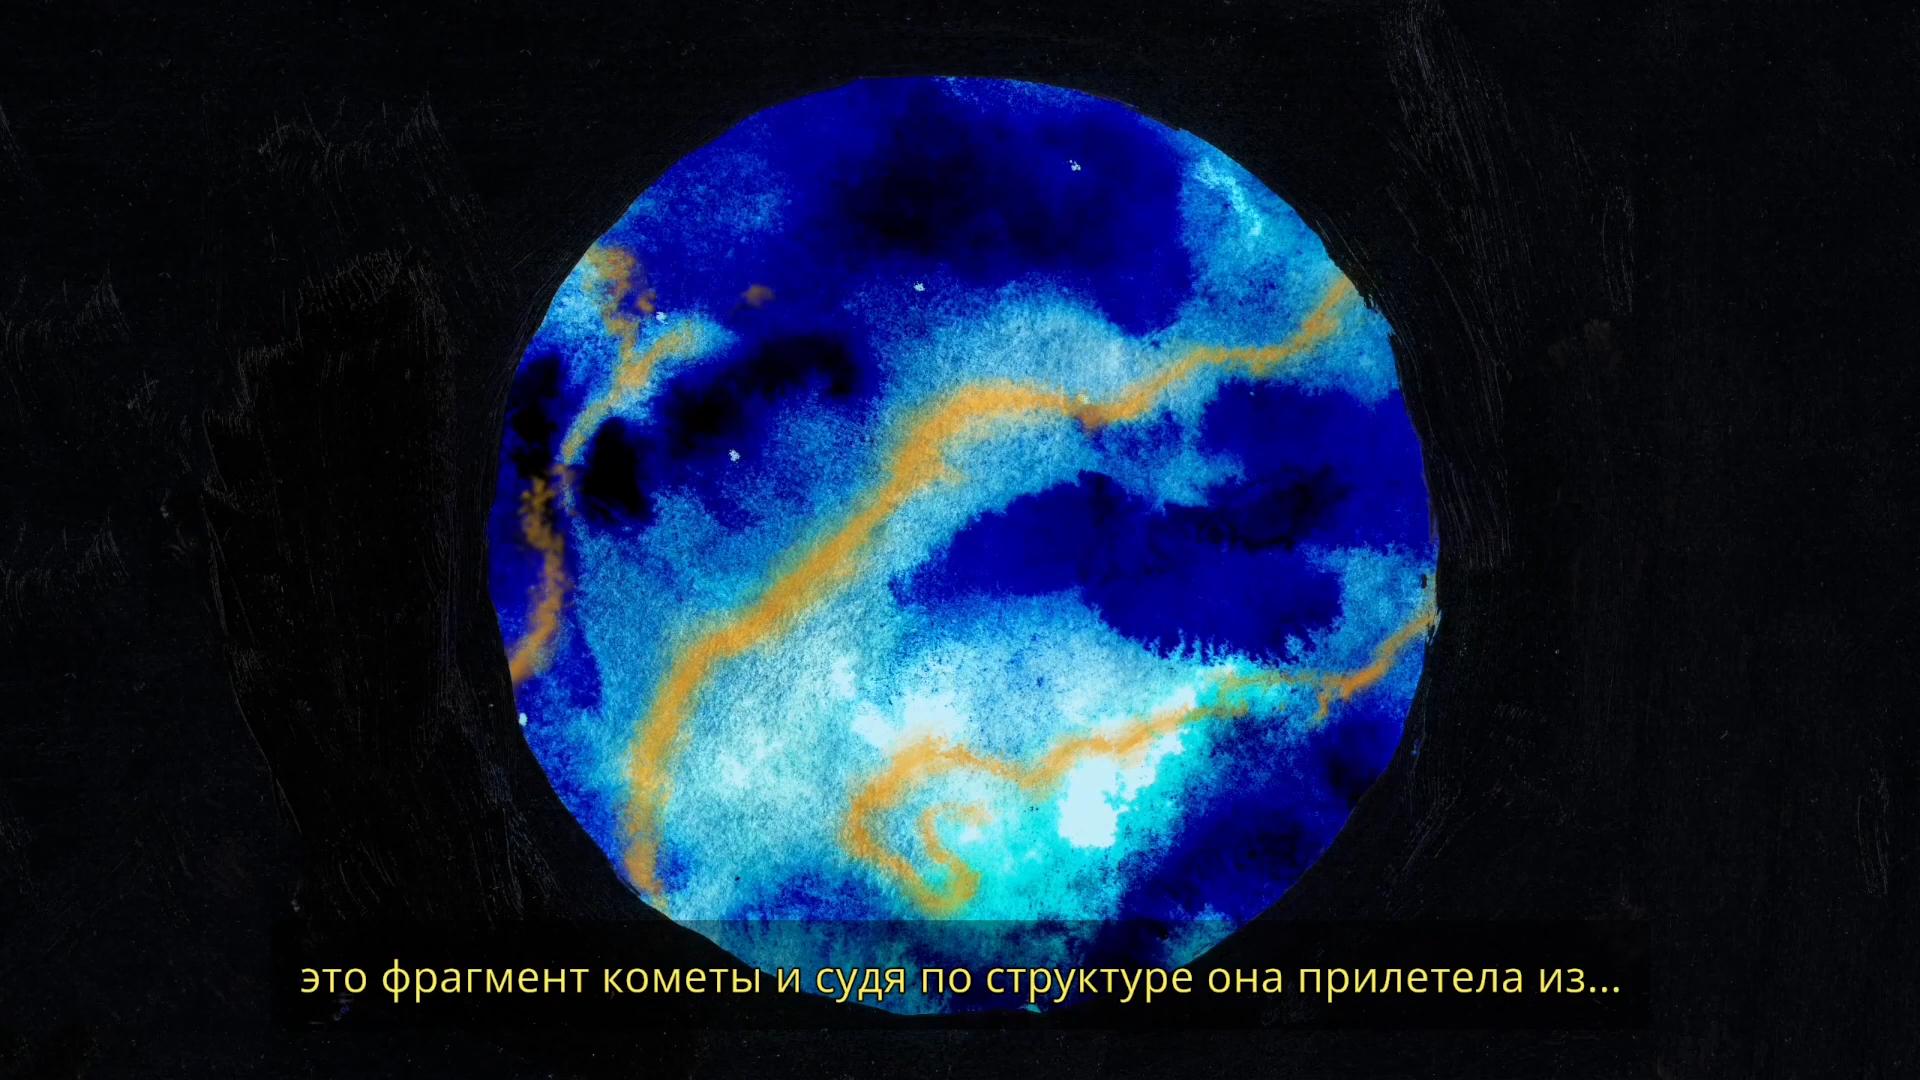 это фрагмент кометы и судя по структуре она прилетела из...